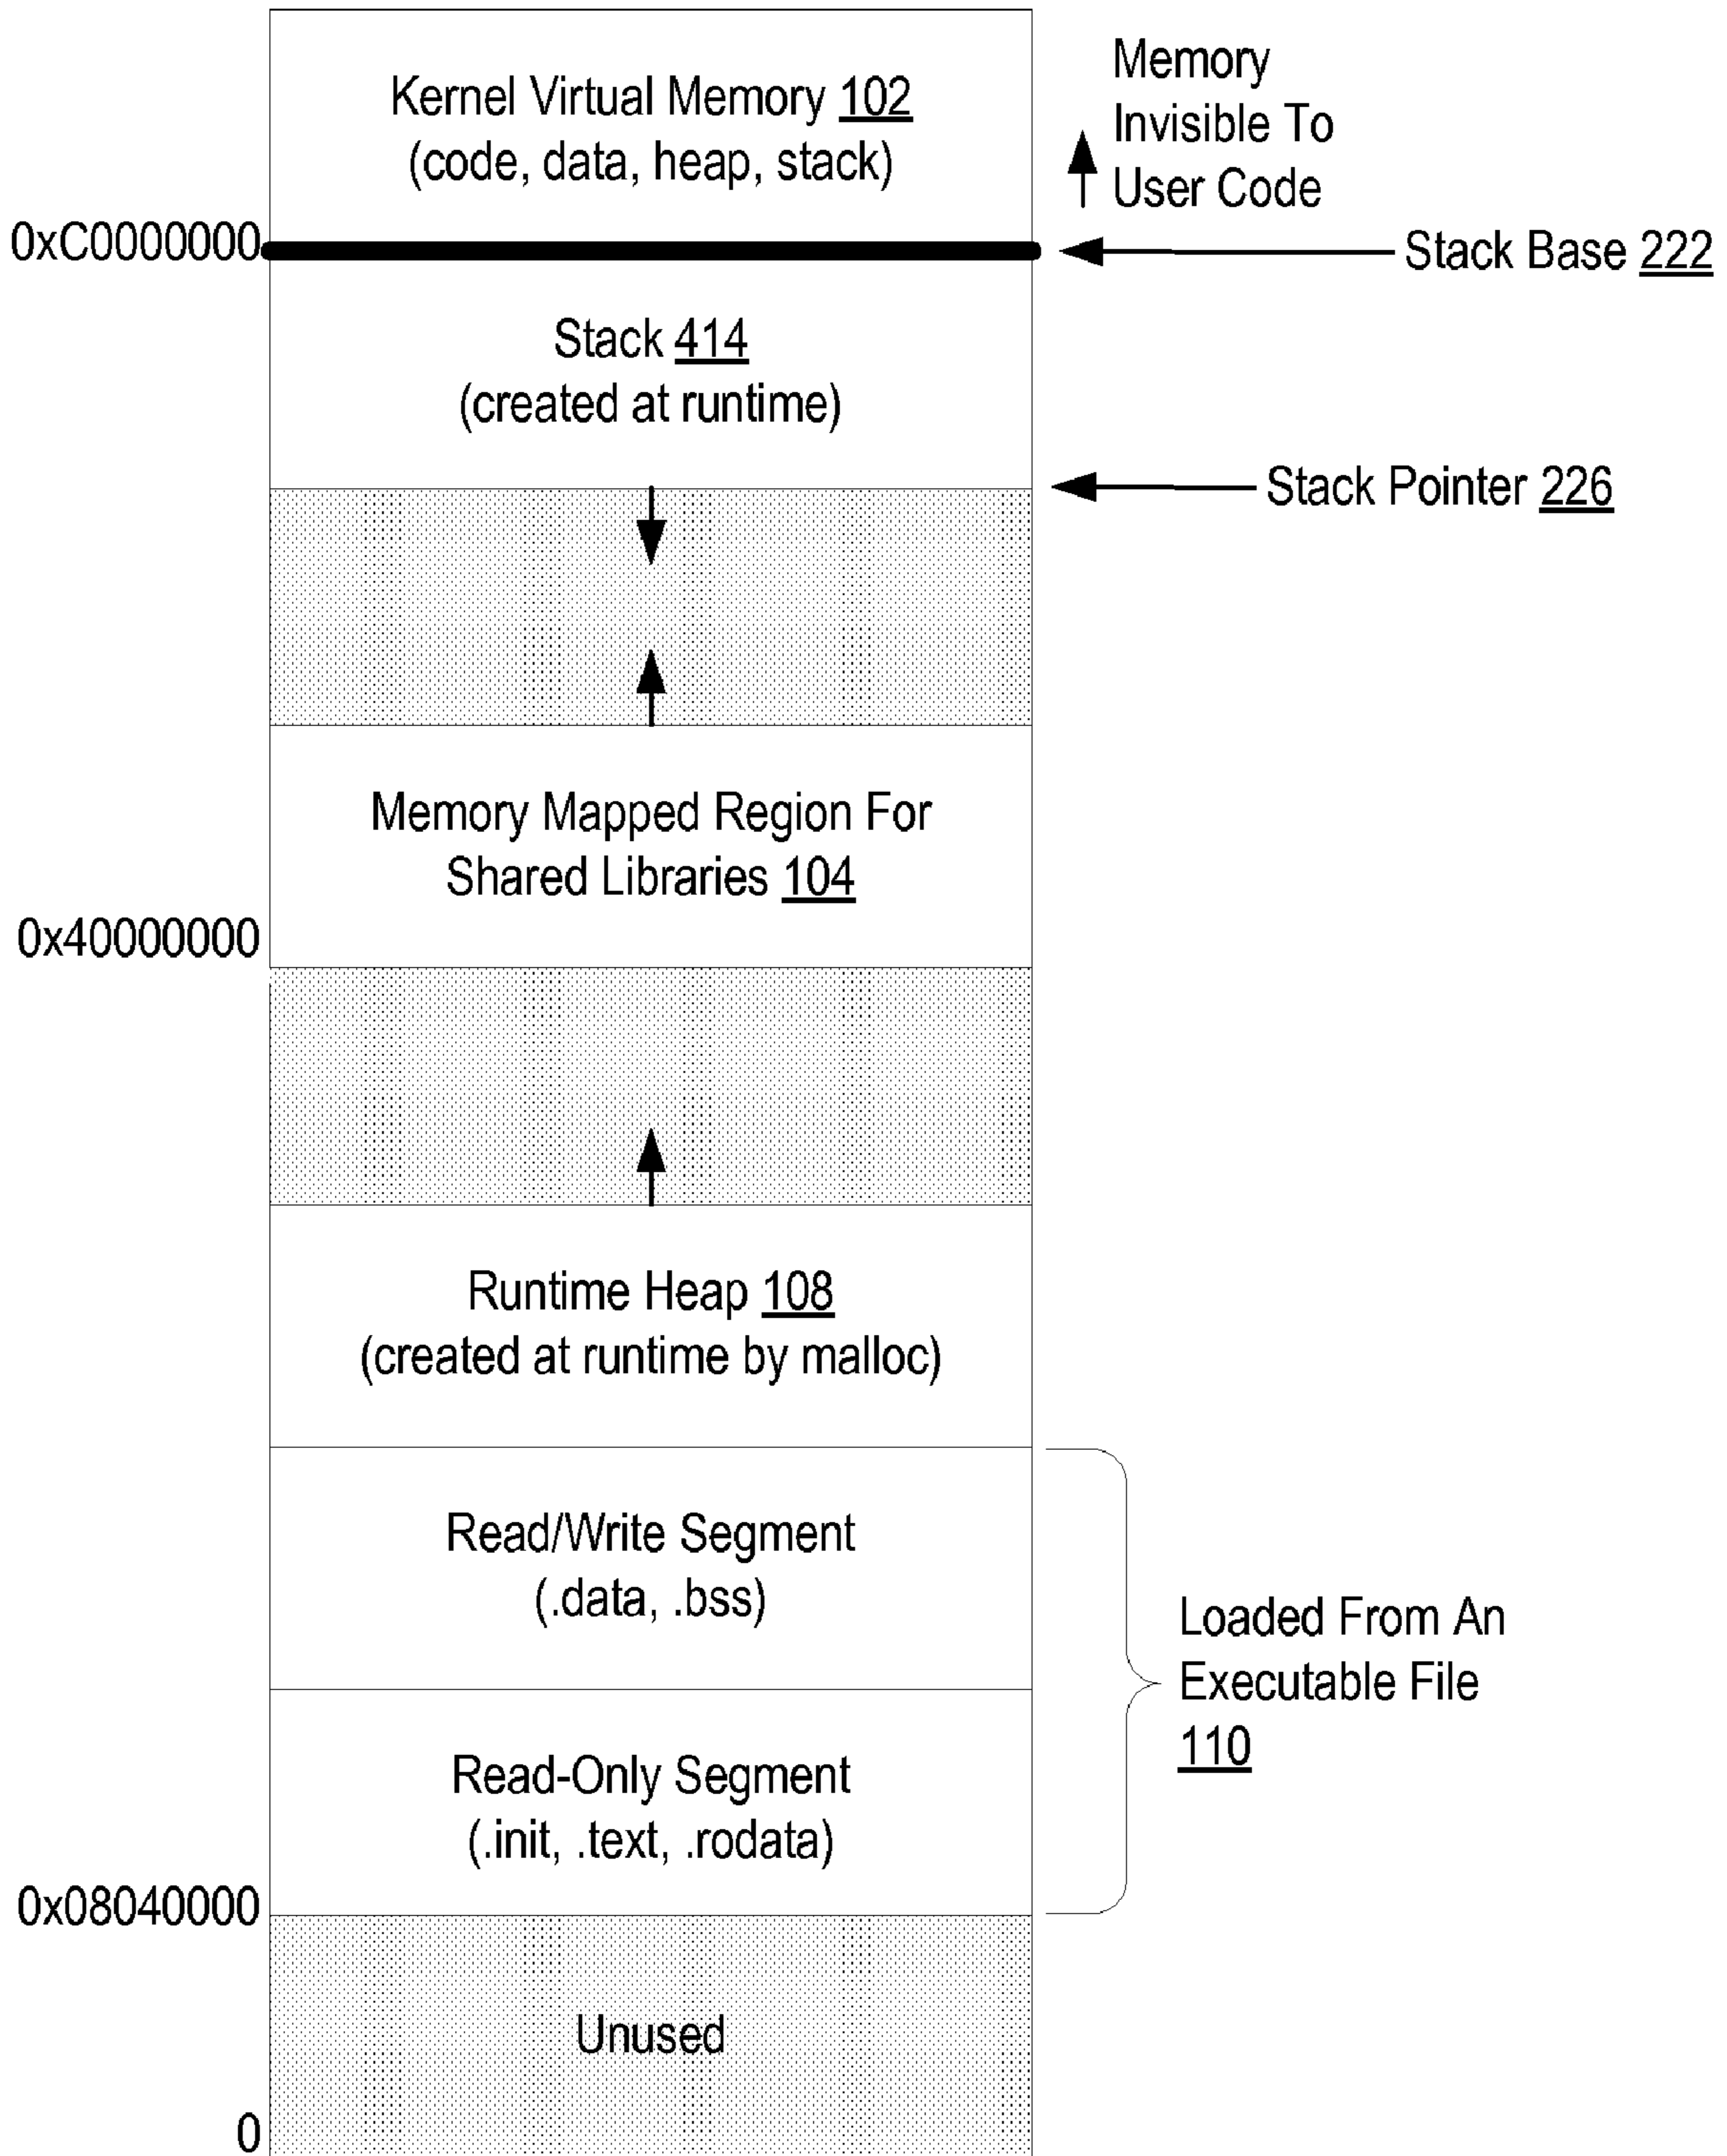 Kernel Virtual Memory 102
(code, data, heap, stack)
Memory
Invisible To
User Code
0xC0000000
Stack Base 222
Stack 414
(created at runtime)
Stack Pointer 226
Memory Mapped Region For
Shared Libraries 104
0x40000000
Runtime Heap 108
(created at runtime by malloc)
Read/Write Segment
(.data, .bss)
Loaded From An
Executable File
110
Read-Only Segment
(.init, .text, .rodata)
0x08040000
Unused
0